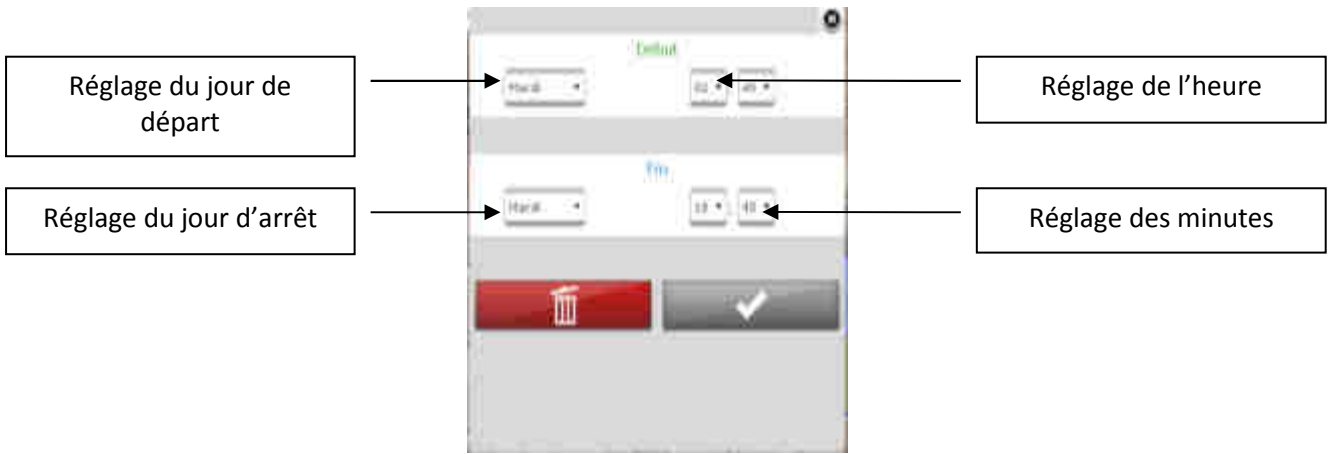 Début
Réglage du jour de
départ
Mardi
Réglage de l’heure
Fin
Réglage du jour d’arrêt
Mardi
Réglage des minutes